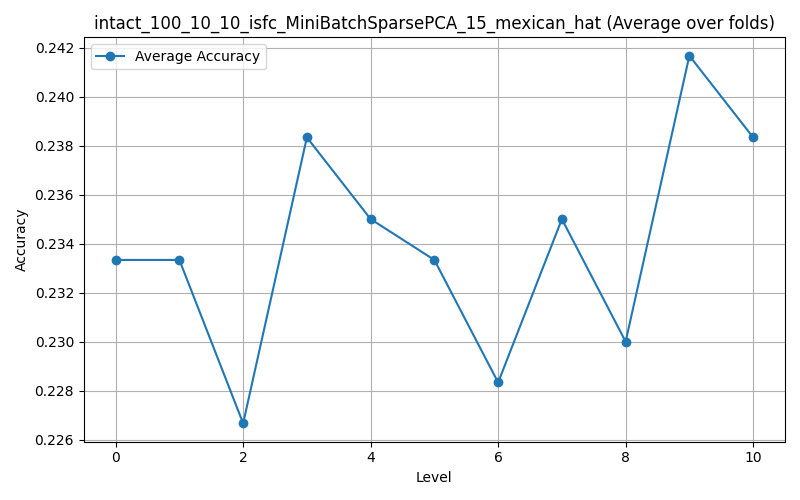 intact_100_10_10_isfc_MiniBatchSparsePCA_15_mexican_hat (Average over folds)
Average Accuracy
0.242
0.240
0.238
0.236
0.234
0.232
0.230
0.228
0.226
Accuracy
0 2 4 6 8 10
Level